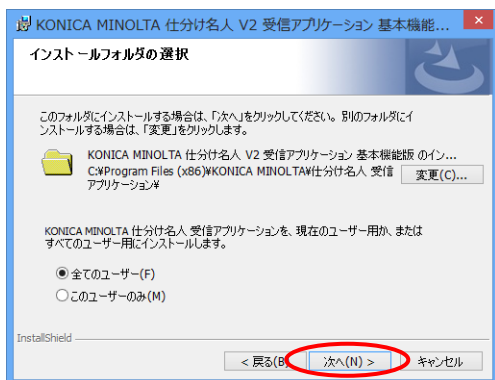 KONICA MINOLTA 仕分け名人 V2 受信アプリケーション 基本機能...
インストールフォルダの選択
このフォルダにインストールする場合は、「次へ」をクリックしてください。別のフォルダにイ
ンストールする場合は、「変更」をクリックします。
KONICA MINOLTA 仕分け名人 V2 受信アプリケーション 基本機能版 のイン...
C:¥Program Files (x86)¥KONICA MINOLTA¥仕分け名人 受信
アプリケーション¥
変更(C)...
KONICA MINOLTA 仕分け名人 受信アプリケーションを、現在のユーザー用か、または
すべてのユーザー用にインストールします。
全てのユーザー(F)
このユーザーのみ(M)
InstallShield
< 戻る(B)
次へ(N) >
キャンセル